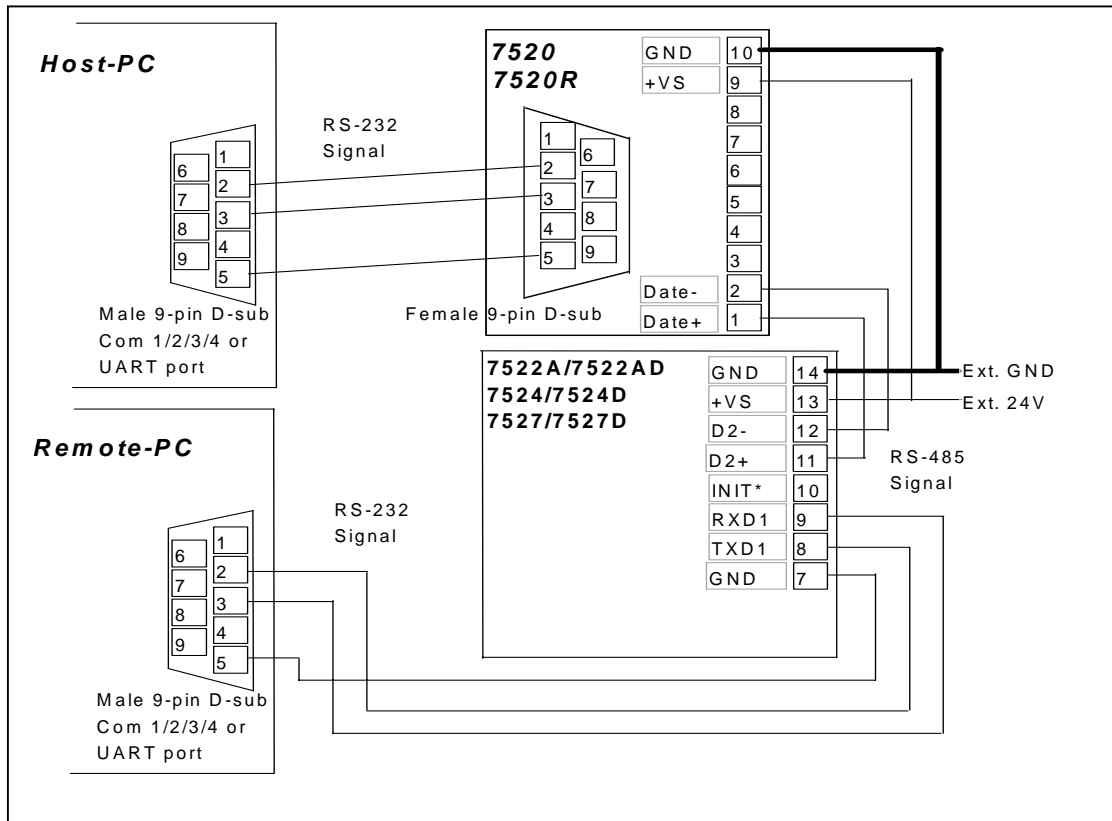 Host-PC
1
2
3
4
5
6
7
8
9
Male 9-pin D-sub
Com 1/2/3/4 or
UART port
RS-232
Signal
7520
7520R
1
2
3
4
5
6
7
8
9
Female 9-pin D-sub
GND 10
+VS 9
8
7
6
5
4
3
Date- 2
Date+ 1
7522A/7522AD
7524/7524D
7527/7527D
GND 14
+VS 13
D2- 12
D2+ 11
INIT* 10
RXD1 9
TXD1 8
GND 7
Ext. GND
Ext. 24V
RS-485
Signal
Remote-PC
RS-232
Signal
1
2
3
4
5
6
7
8
9
Male 9-pin D-sub
Com 1/2/3/4 or
UART port